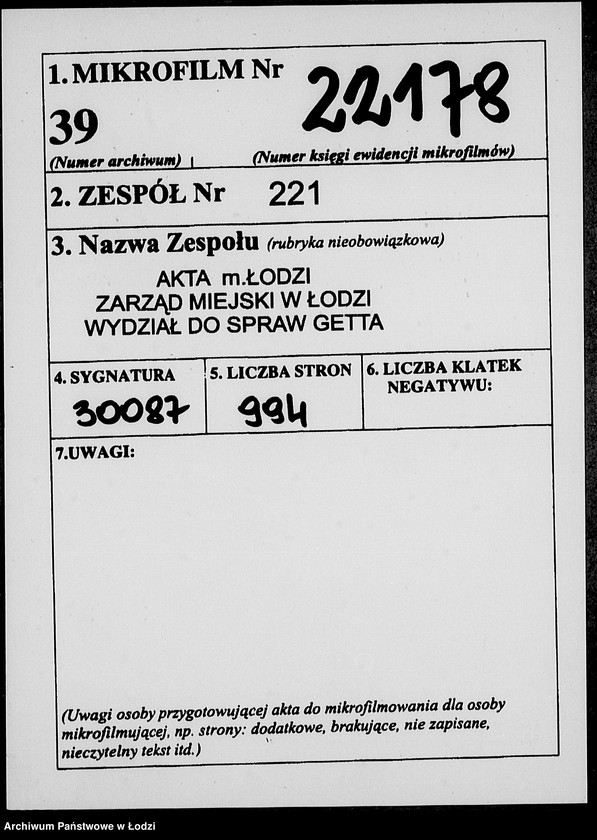 1. MIKROFILM Nr 22178
39
(Numer archiwum) (Numer księgi ewidencji mikrofilmów)
2. ZESPÓŁ Nr 221
3. Nazwa Zespołu (rubryka nieobowiązkowa)
AKTA m.ŁODZI
ZARZĄD MIEJSKI W ŁODZI
WYDZIAŁ DO SPRAW GETTA
4. SYGNATURA
30087
5. LICZBA STRON
994
6. LICZBA KLATEK
NEGATYWU:
7.UWAGI:
(Uwagi osoby przygotowującej akta do mikrofilmowania dla osoby
mikrofilmującej, np. strony: dodatkowe, brakujące, nie zapisane,
nieczytelny tekst itd.)
Archiwum Państwowe w Łodzi